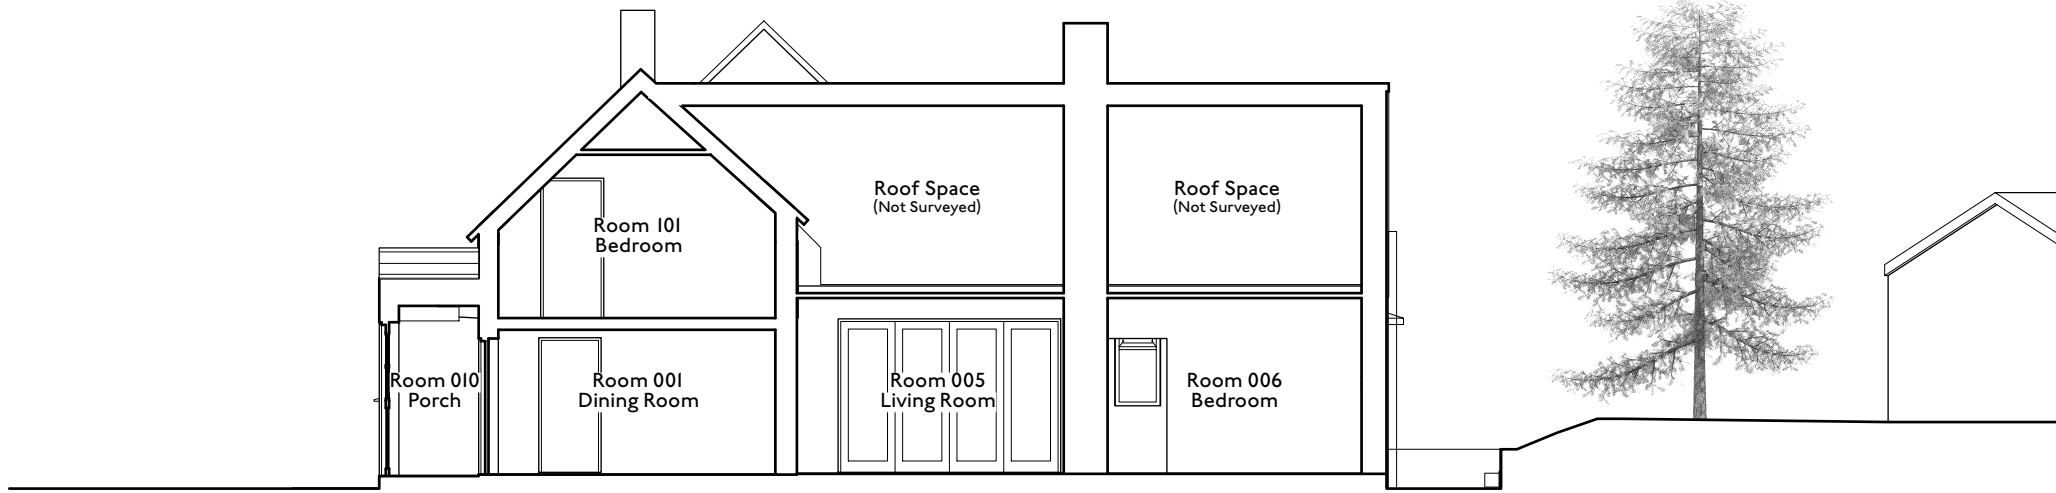 Roof Space
(Not Surveyed)
Roof Space
(Not Surveyed)
Room 101
Bedroom
Room 010
Porch
Room 001
Dining Room
Room 005
Living Room
Room 006
Bedroom